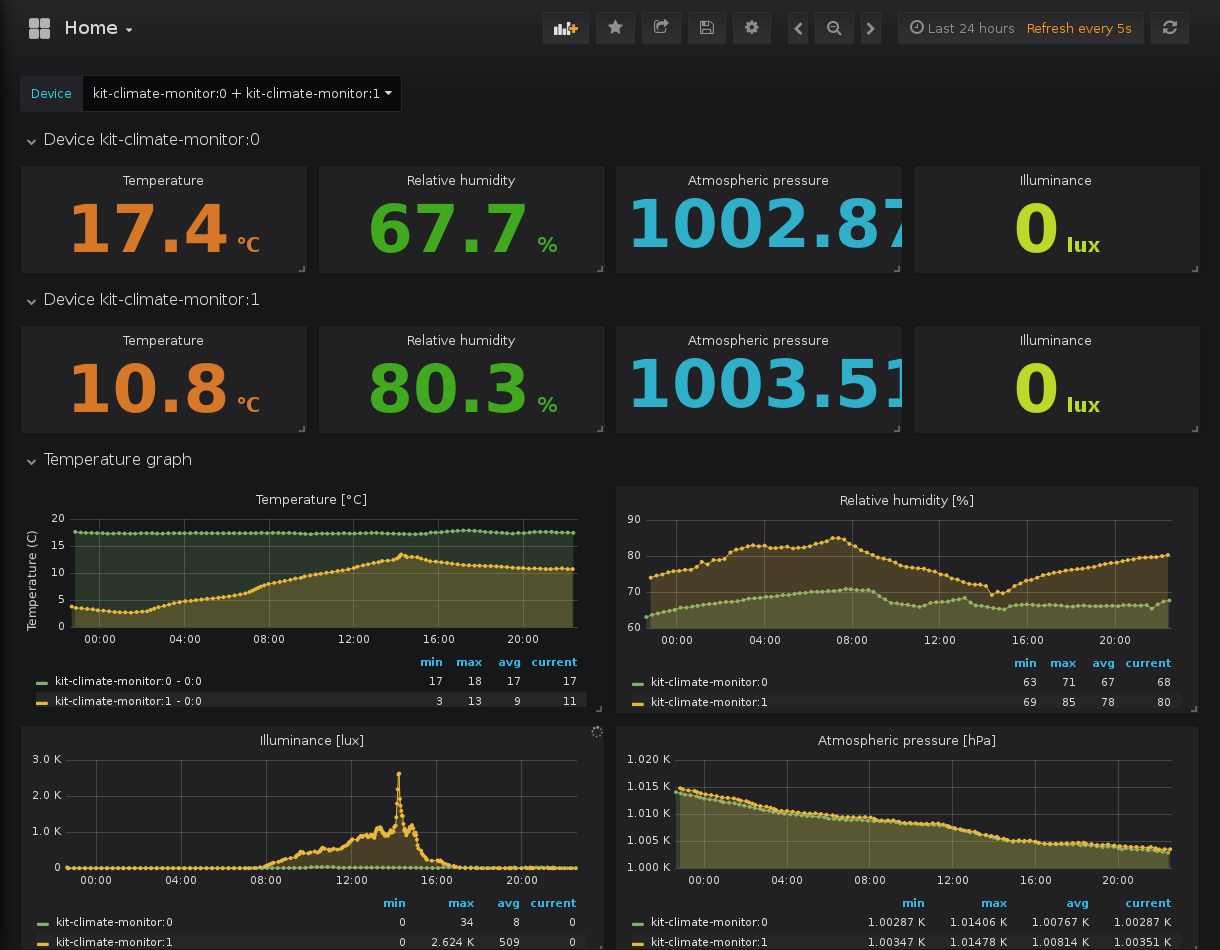 Home
Last 24 hours Refresh every 5s
Device kit-climate-monitor:0 + kit-climate-monitor:1
Device kit-climate-monitor:0
Temperature Relative humidity Atmospheric pressure Illuminance
17.4 °C 67.7 % 1002.87 0 lux
Device kit-climate-monitor:1
Temperature Relative humidity Atmospheric pressure Illuminance
10.8 °C 80.3 % 1003.51 0 lux
Temperature graph
Temperature [°C]
Temperature (C)
20
15
10
5
0
00:00 04:00 08:00 12:00 16:00 20:00
min max avg current
kit-climate-monitor:0 - 0:0 17 18 17 17
kit-climate-monitor:1 - 0:0 3 13 9 11
Relative humidity [%]
90
80
70
60
00:00 04:00 08:00 12:00 16:00 20:00
min max avg current
kit-climate-monitor:0 63 71 67 68
kit-climate-monitor:1 69 85 78 80
Illuminance [lux]
3.0 K
2.0 K
1.0 K
0
00:00 04:00 08:00 12:00 16:00 20:00
min max avg current
kit-climate-monitor:0 0 34 8 0
kit-climate-monitor:1 0 2.624 K 509 0
Atmospheric pressure [hPa]
1.020 K
1.015 K
1.010 K
1.005 K
1.000 K
00:00 04:00 08:00 12:00 16:00 20:00
min max avg current
kit-climate-monitor:0 1.00287 K 1.01406 K 1.00767 K 1.00287 K
kit-climate-monitor:1 1.00347 K 1.01478 K 1.00814 K 1.00351 K